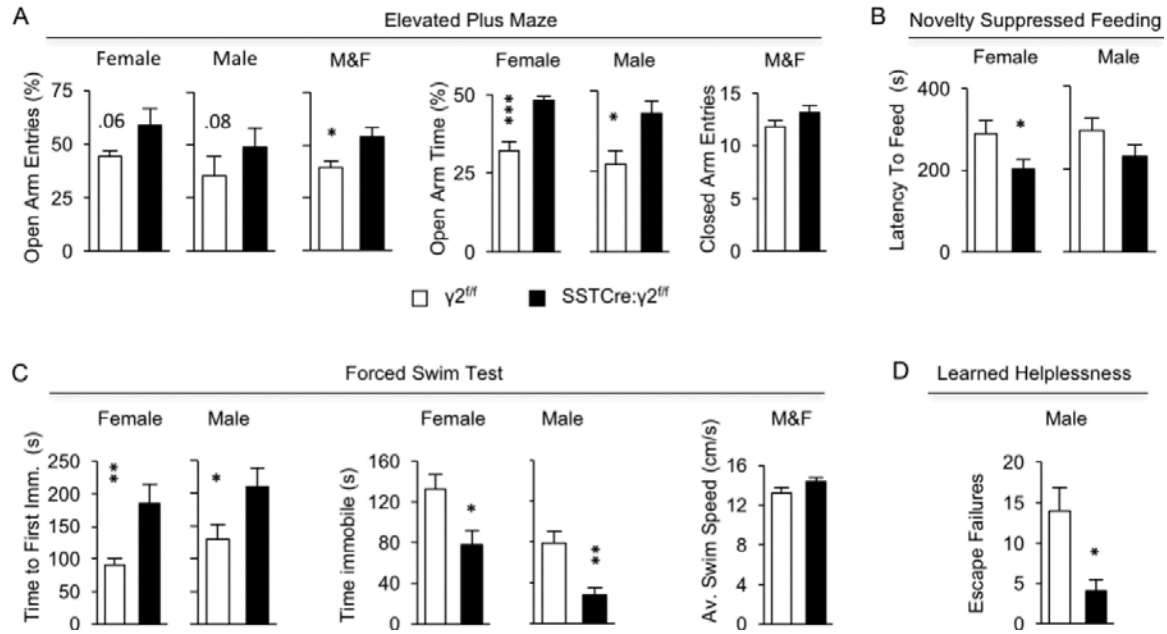 A
Elevated Plus Maze
Female
Male
M&F
Open Arm Entries (%)
75
50
25
0
.06
.08
*
Female
Male
Open Arm Time (%)
50
25
0
***
*
M&F
Closed Arm Entries
15
12
9
6
3
0
γ2f/f
SSTCre:γ2f/f
B
Novelty Suppressed Feeding
Female
Male
Latency To Feed (s)
400
200
0
*
C
Forced Swim Test
Female
Male
Time to First Imm. (s)
250
200
150
100
50
0
**
*
Female
Male
Time immobile (s)
160
120
80
40
0
*
**
M&F
Av. Swim Speed (cm/s)
16
12
8
4
0
D
Learned Helplessness
Male
Escape Failures
20
15
10
5
0
*